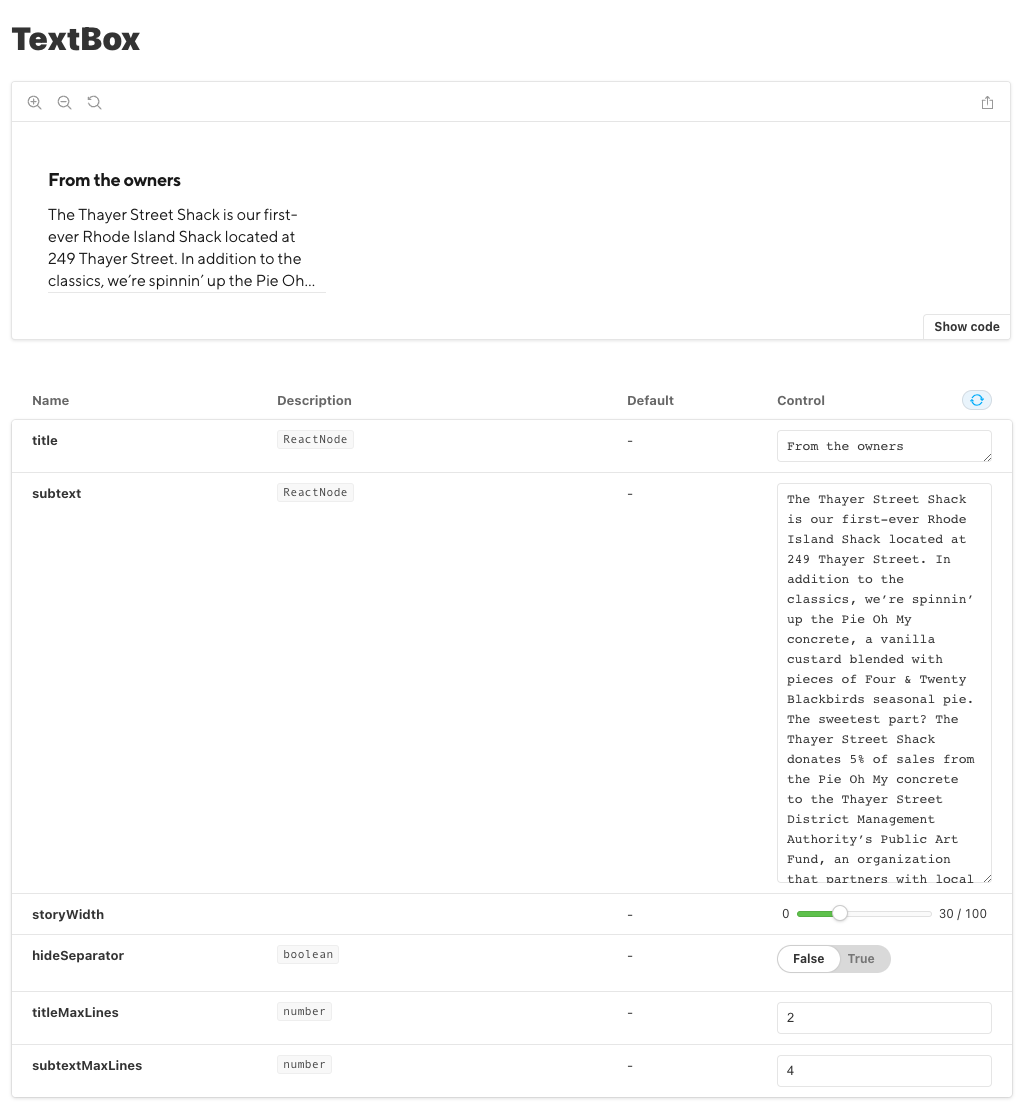 TextBox
From the owners
The Thayer Street Shack is our first-
ever Rhode Island Shack located at
249 Thayer Street. In addition to the
classics, we’re spinnin’ up the Pie Oh...
Show code
Name Description Default Control
title ReactNode - From the owners
subtext ReactNode - The Thayer Street Shack
is our first-ever Rhode
Island Shack located at
249 Thayer Street. In
addition to the
classics, we’re spinnin’
up the Pie Oh My
concrete, a vanilla
custard blended with
pieces of Four & Twenty
Blackbirds seasonal pie.
The sweetest part? The
Thayer Street Shack
donates 5% of sales from
the Pie Oh My concrete
to the Thayer Street
District Management
Authority’s Public Art
Fund, an organization
that partners with local
storyWidth - 0 30 / 100
hideSeparator boolean - False True
titleMaxLines number - 2
subtextMaxLines number - 4